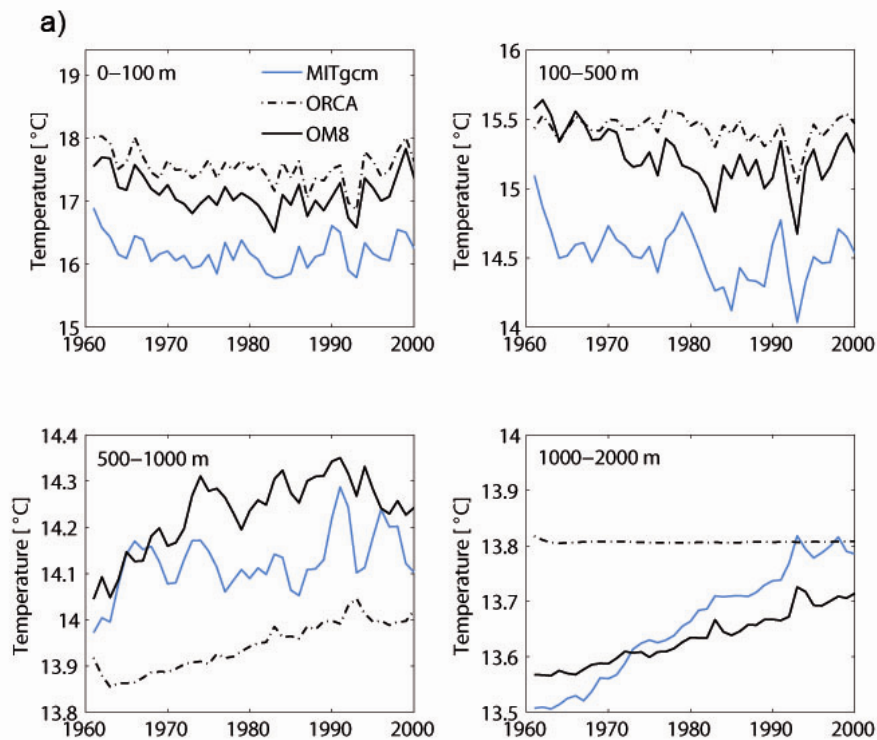 a)
0–100 m
MITgcm
ORCA
OM8
Temperature [ °C]
19
18
17
16
15
1960 1970 1980 1990 2000
100–500 m
Temperature [ °C]
16
15.5
15
14.5
14
1960 1970 1980 1990 2000
500–1000 m
Temperature [ °C]
14.4
14.3
14.2
14.1
14
13.9
13.8
1960 1970 1980 1990 2000
1000–2000 m
Temperature [ °C]
14
13.9
13.8
13.7
13.6
13.5
1960 1970 1980 1990 2000